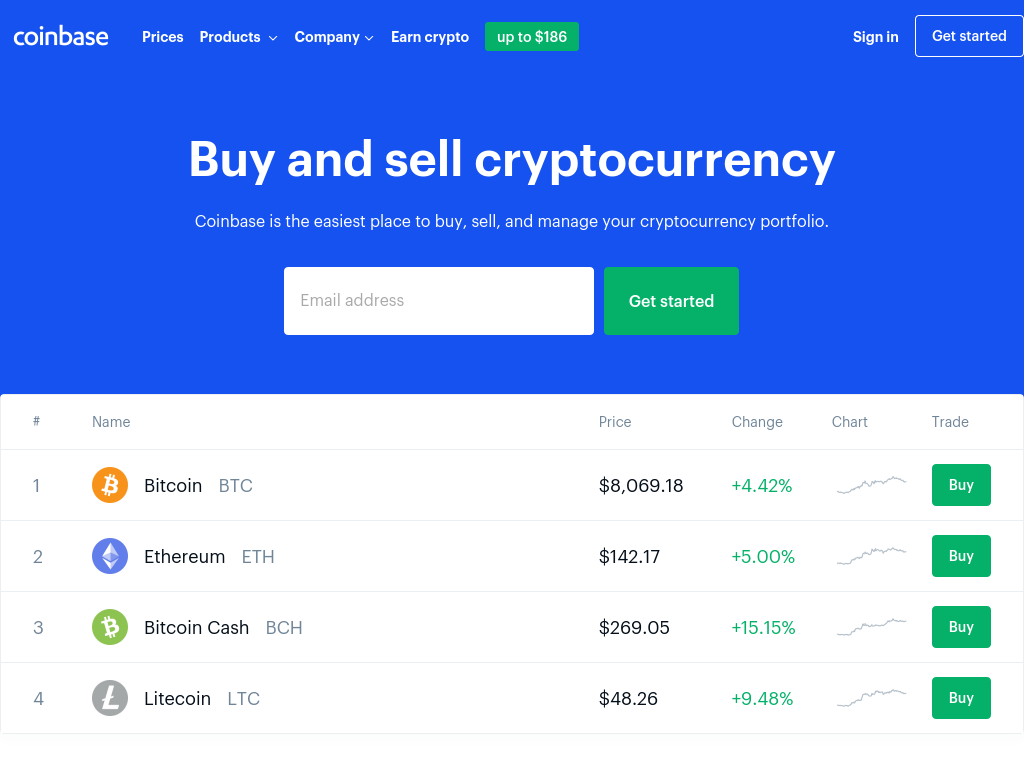 coinbase Prices Products Company Earn crypto up to $186 Sign in Get started
Buy and sell cryptocurrency
Coinbase is the easiest place to buy, sell, and manage your cryptocurrency portfolio.
Email address Get started
# Name Price Change Chart Trade
1 Bitcoin BTC $8,069.18 +4.42% Buy
2 Ethereum ETH $142.17 +5.00% Buy
3 Bitcoin Cash BCH $269.05 +15.15% Buy
4 Litecoin LTC $48.26 +9.48% Buy